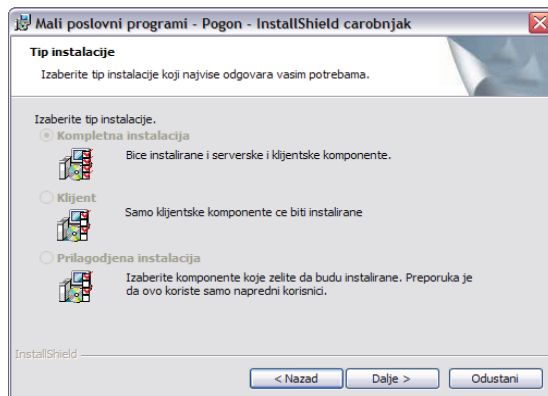 Mali poslovni programi - Pogon - InstallShield carobnjak
Tip instalacije
Izaberite tip instalacije koji najvise odgovara vasim potrebama.
Izaberite tip instalacije.
Kompletna instalacija
Bice instalirane i serverske i klijentske komponente.
Klijent
Samo klijentske komponente ce biti instalirane
Prilagodjena instalacija
Izaberite komponente koje zelite da budu instalirane. Preporuka je
da ovo koriste samo napredni korisnici.
InstallShield
< Nazad Dalje > Odustani